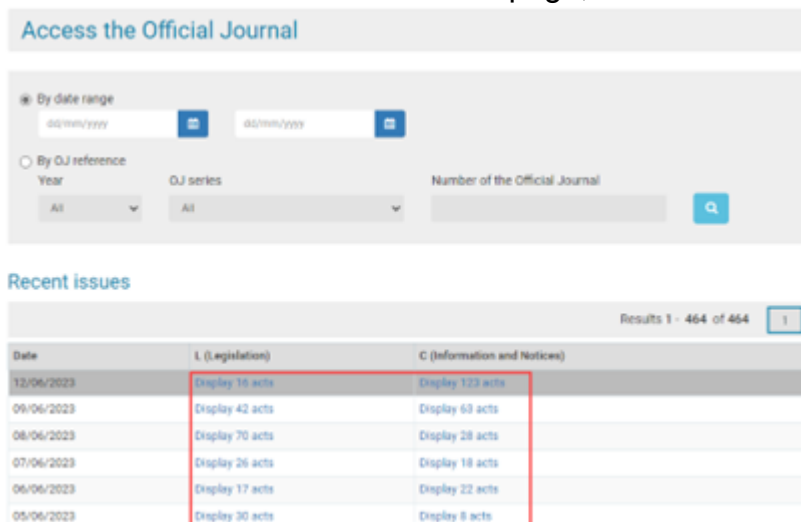 Access the Official Journal
By date range
dd/mm/yyyy dd/mm/yyyy
By OJ reference
Year OJ series Number of the Official Journal
All All
Recent issues
Results 1 - 464 of 464 1
Date L (Legislation) C (Information and Notices)
12/06/2023 Display 16 acts Display 123 acts
09/06/2023 Display 42 acts Display 63 acts
08/06/2023 Display 70 acts Display 28 acts
07/06/2023 Display 26 acts Display 18 acts
06/06/2023 Display 17 acts Display 22 acts
05/06/2023 Display 30 acts Display 8 acts